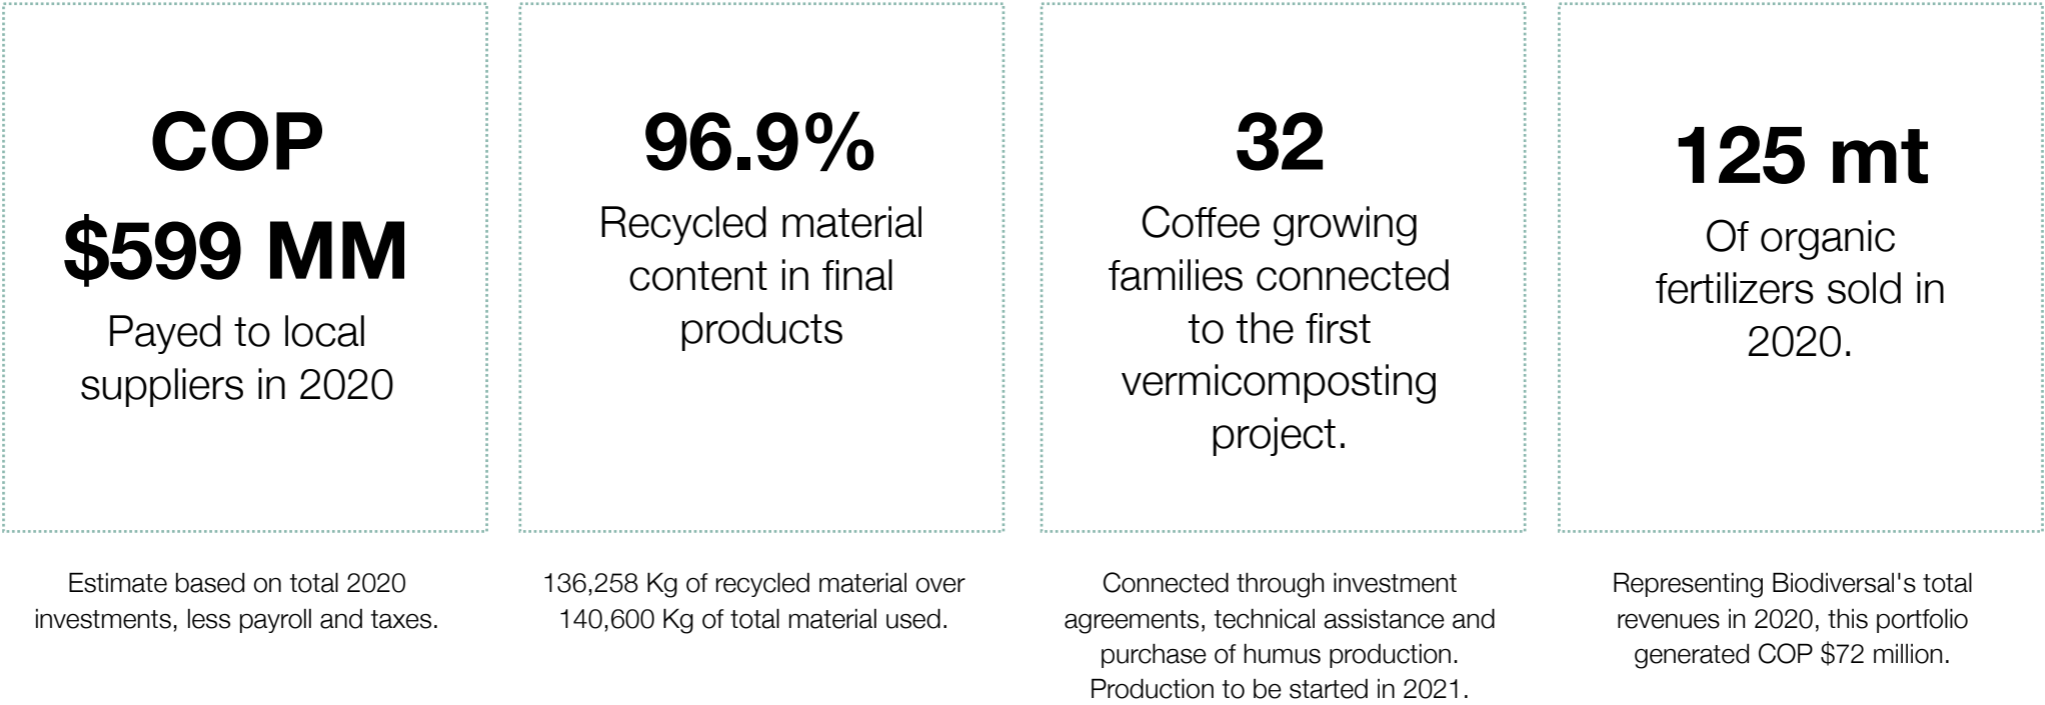 COP
$599 MM
Payed to local
suppliers in 2020
Estimate based on total 2020
investments, less payroll and taxes.
96.9%
Recycled material
content in final
products
136,258 Kg of recycled material over
140,600 Kg of total material used.
32
Coffee growing
families connected
to the first
vermicomposting
project.
Connected through investment
agreements, technical assistance and
purchase of humus production.
Production to be started in 2021.
125 mt
Of organic
fertilizers sold in
2020.
Representing Biodiversal's total
revenues in 2020, this portfolio
generated COP $72 million.